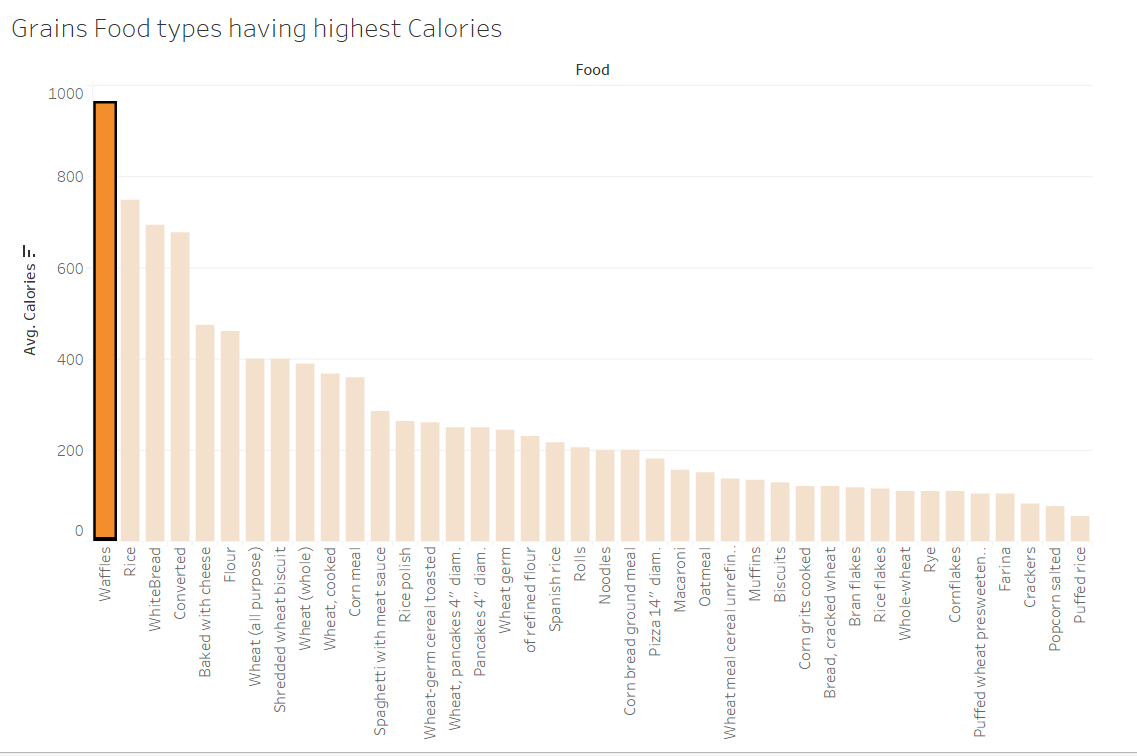 Grains Food types having highest Calories
Food
1000
800
600
400
200
0
Avg. Calories
Waffles
Rice
WhiteBread
Converted
Baked with cheese
Flour
Wheat (all purpose)
Shredded wheat biscuit
Wheat (whole)
Wheat, cooked
Corn meal
Spaghetti with meat sauce
Rice polish
Wheat-germ cereal toasted
Wheat, pancakes 4” diam.
Pancakes 4” diam.
Wheat germ
of refined flour
Spanish rice
Rolls
Noodles
Corn bread ground meal
Pizza 14” diam.
Macaroni
Oatmeal
Wheat meal cereal unrefin..
Muffins
Biscuits
Corn grits cooked
Bread, cracked wheat
Bran flakes
Rice flakes
Whole-wheat
Rye
Cornflakes
Puffed wheat presweeten..
Farina
Crackers
Popcorn salted
Puffed rice